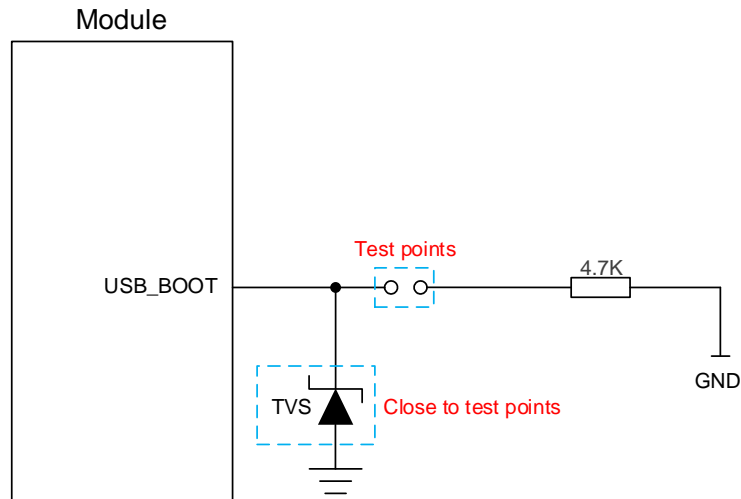 Module
Test points
4.7K
USB_BOOT
GND
TVS
Close to test points